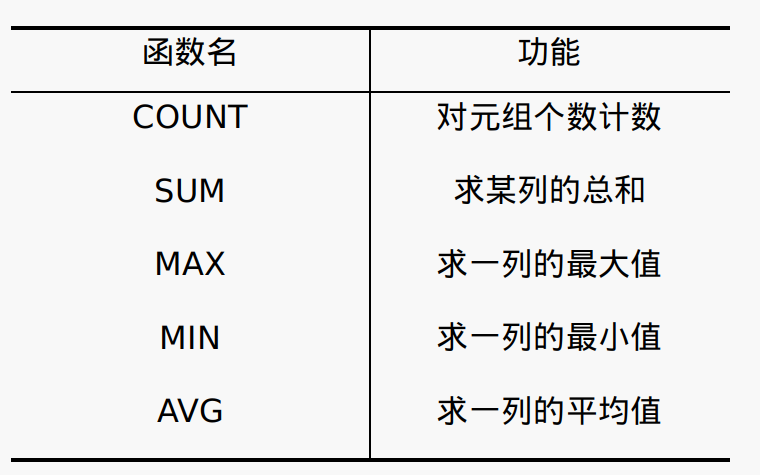 函数名 功能
COUNT 对元组个数计数
SUM 求某列的总和
MAX 求一列的最大值
MIN 求一列的最小值
AVG 求一列的平均值